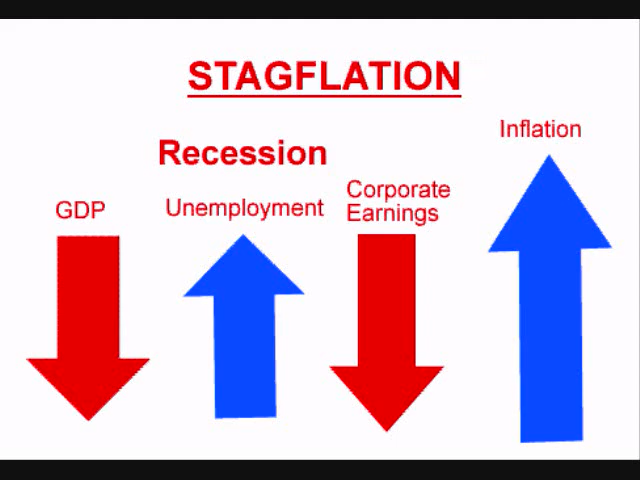 STAGFLATION
Inflation
Recession
GDP
Unemployment
Corporate
Earnings